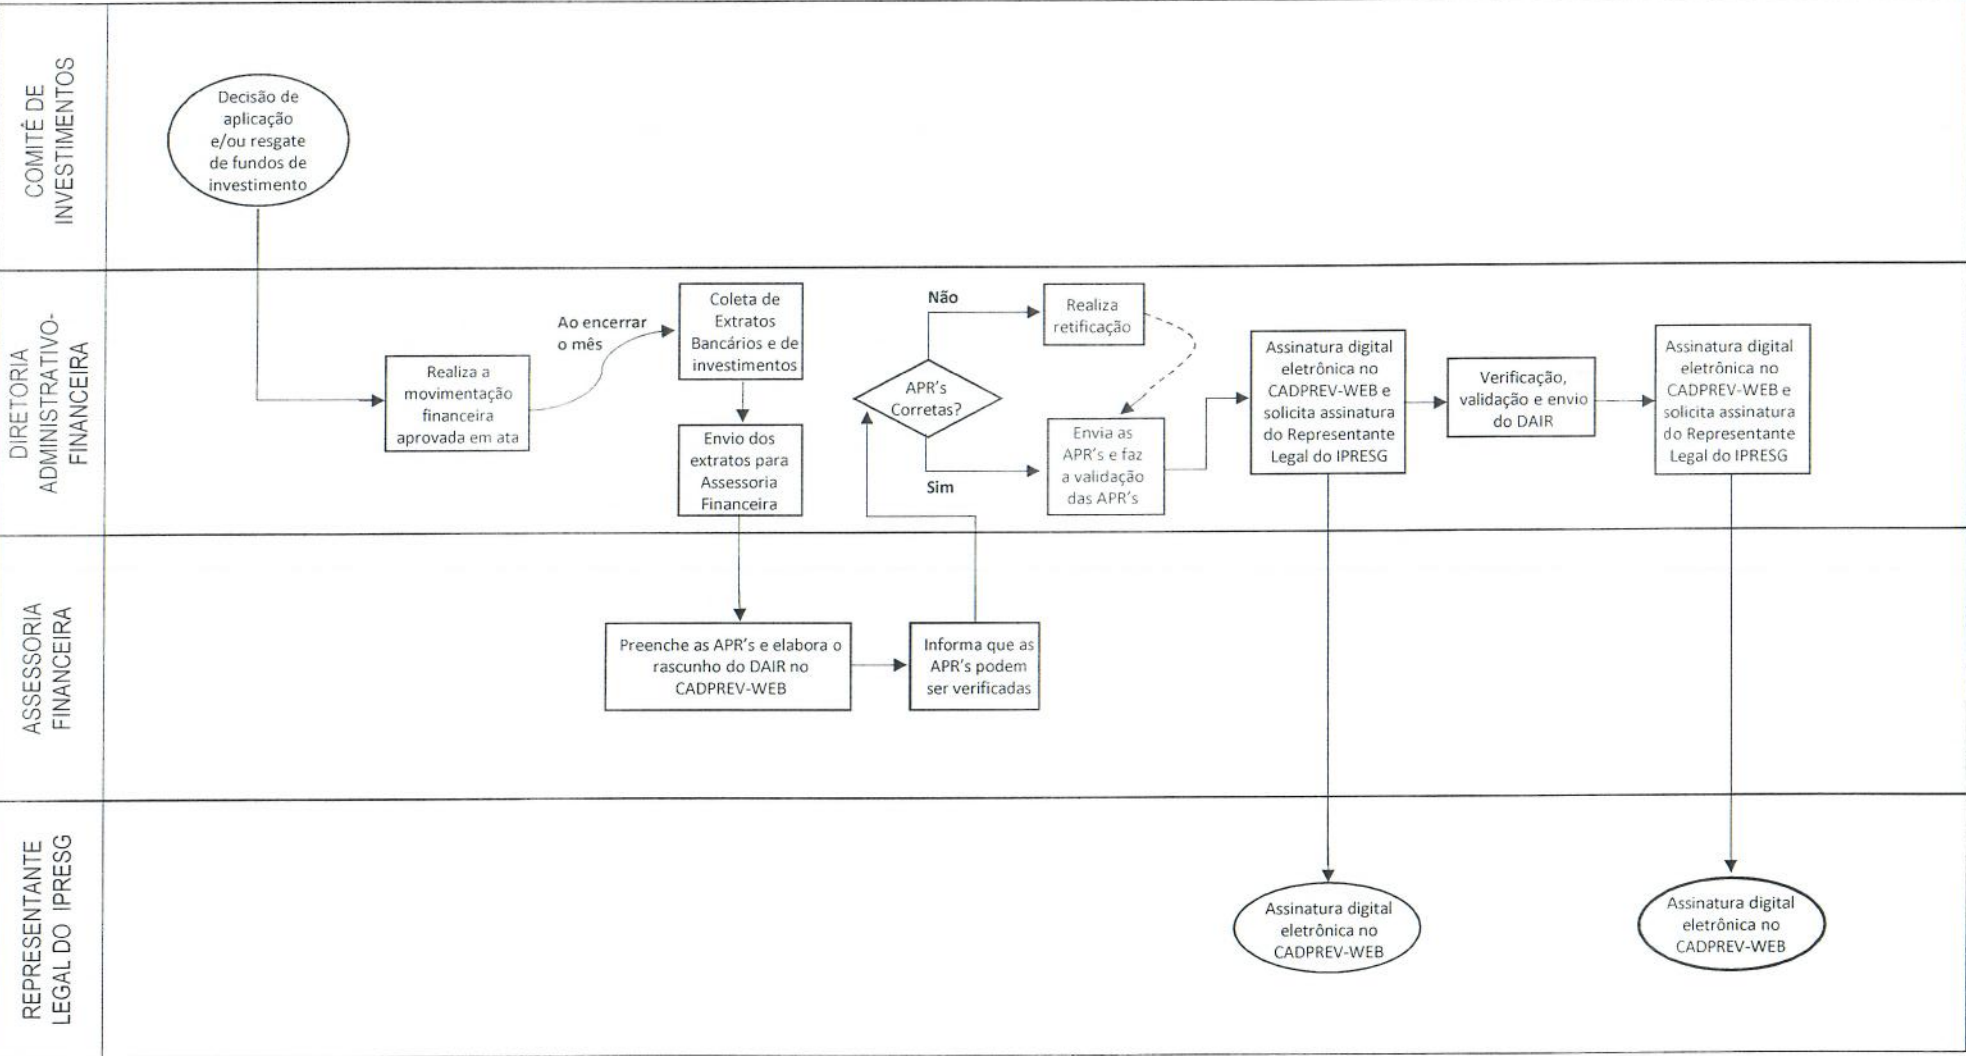 COMITÊ DE
INVESTIMENTOS
Decisão de
aplicação
e/ou resgate
de fundos de
investimento
DIRETORIA
ADMINISTRATIVO-
FINANCEIRA
Realiza a
movimentação
financeira
aprovada em ata
Ao encerrar
o mês
Coleta de
Extratos
Bancários e de
investimentos
Envio dos
extratos para
Assessoria
Financeira
APR's
Corretas?
Não
Sim
Realiza
retificação
Envia as
APR's e faz
a validação
das APR's
Assinatura digital
eletrônica no
CADPREV-WEB e
solicita assinatura
do Representante
Legal do IPRESG
Verificação,
validação e envio
do DAIR
Assinatura digital
eletrônica no
CADPREV-WEB e
solicita assinatura
do Representante
Legal do IPRESG
ASSESSORIA
FINANCEIRA
Preenche as APR's e elabora o
rascunho do DAIR no
CADPREV-WEB
Informa que as
APR's podem
ser verificadas
REPRESENTANTE
LEGAL DO IPRESG
Assinatura digital
eletrônica no
CADPREV-WEB
Assinatura digital
eletrônica no
CADPREV-WEB